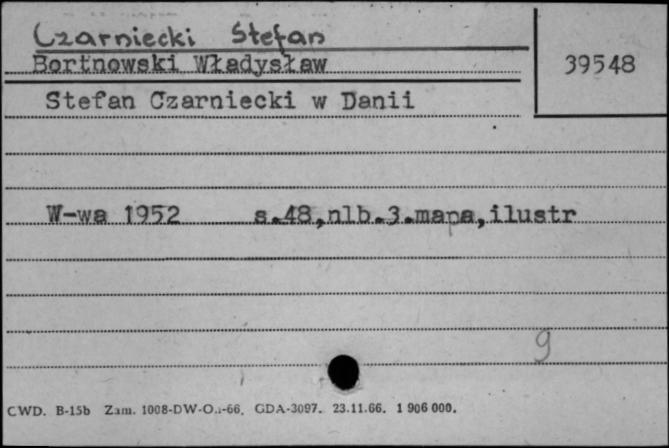 Czarniecki Stefan
Bortnowski Władysław
39548
Stefan Czarniecki w Danii
W-wa 1952 s.48,nlb.3.mapa,ilustr
9
CWD. B-15b Zam. 1008-DW-O.-66. GDA-3097. 23.11.66. 1 906 000.